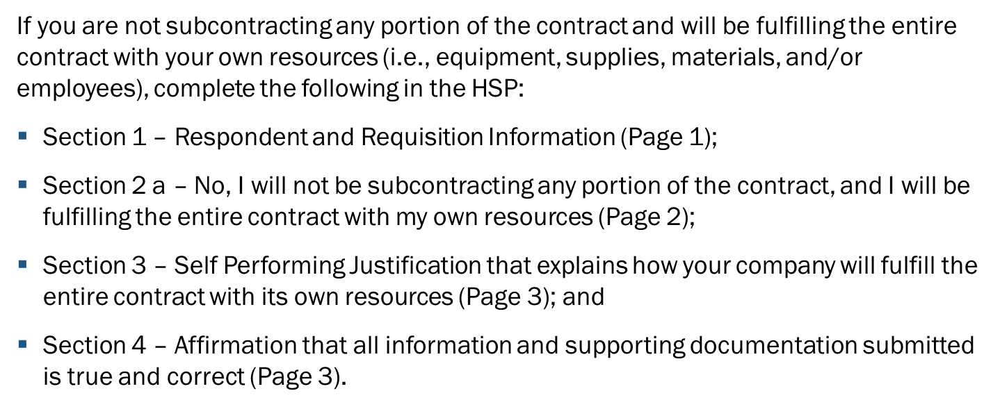 If you are not subcontracting any portion of the contract and will be fulfilling the entire
contract with your own resources (i.e., equipment, supplies, materials, and/or
employees), complete the following in the HSP:
▪ Section 1 – Respondent and Requisition Information (Page 1);
▪ Section 2 a – No, I will not be subcontracting any portion of the contract, and I will be
fulfilling the entire contract with my own resources (Page 2);
▪ Section 3 – Self Performing Justification that explains how your company will fulfill the
entire contract with its own resources (Page 3); and
▪ Section 4 – Affirmation that all information and supporting documentation submitted
is true and correct (Page 3).